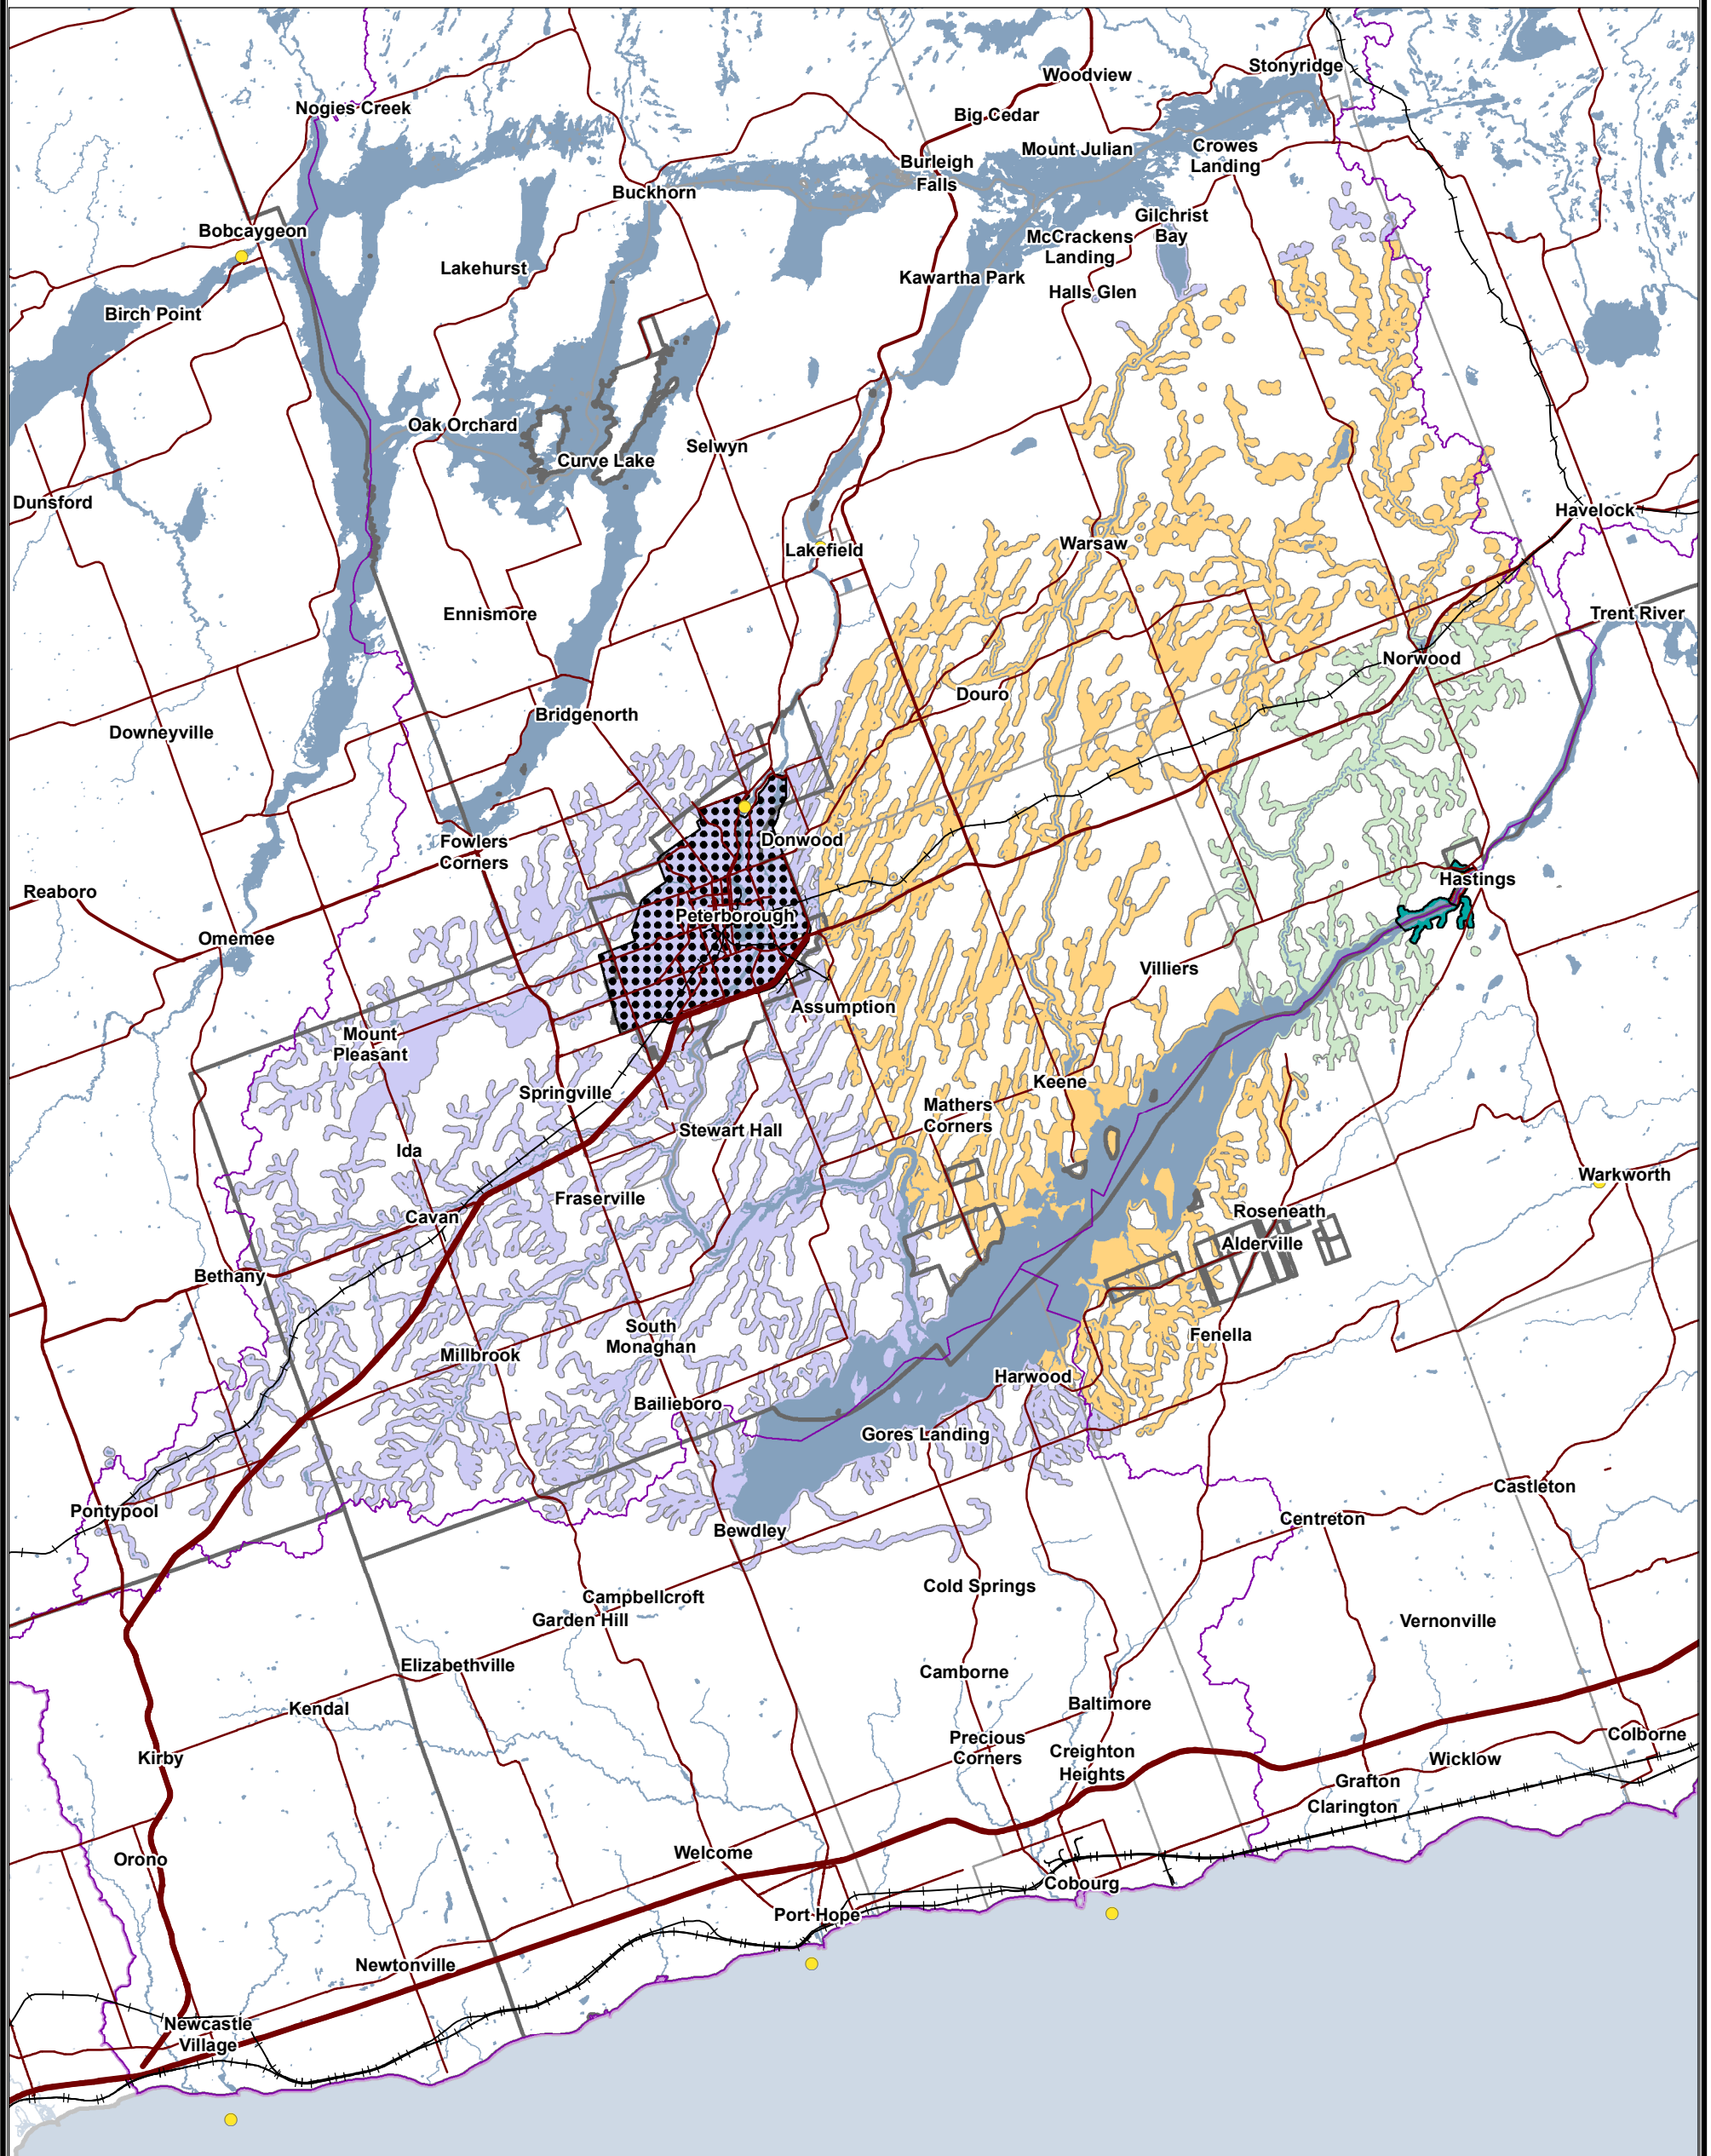 Woodview
Stonyridge
Nogies Creek
Big Cedar
Mount Julian
Crowes
Landing
Burleigh
Falls
Buckhorn
Bobcaygeon
Gilchrist
Bay
McCrackens
Landing
Lakehurst
Kawartha Park
Halls Glen
Birch Point
Oak Orchard
Selwyn
Curve Lake
Dunsford
Havelock
Lakefield
Warsaw
Ennismore
Trent River
Norwood
Douro
Bridgenorth
Downeyville
Fowlers
Corners
Donwood
Reaboro
Hastings
Peterborough
Omemee
Villiers
Assumption
Mount
Pleasant
Keene
Springville
Mathers
Corners
Stewart Hall
Ida
Warkworth
Fraserville
Roseneath
Cavan
Alderville
Bethany
South
Monaghan
Fenella
Millbrook
Harwood
Bailieboro
Gores Landing
Castleton
Pontypool
Centreton
Bewdley
Cold Springs
Campbellcroft
Garden Hill
Vernonville
Elizabethville
Camborne
Baltimore
Kendal
Precious
Corners
Colborne
Kirby
Creighton
Heights
Wicklow
Grafton
Clarington
Welcome
Orono
Cobourg
Port Hope
Newtonville
Newcastle
Village